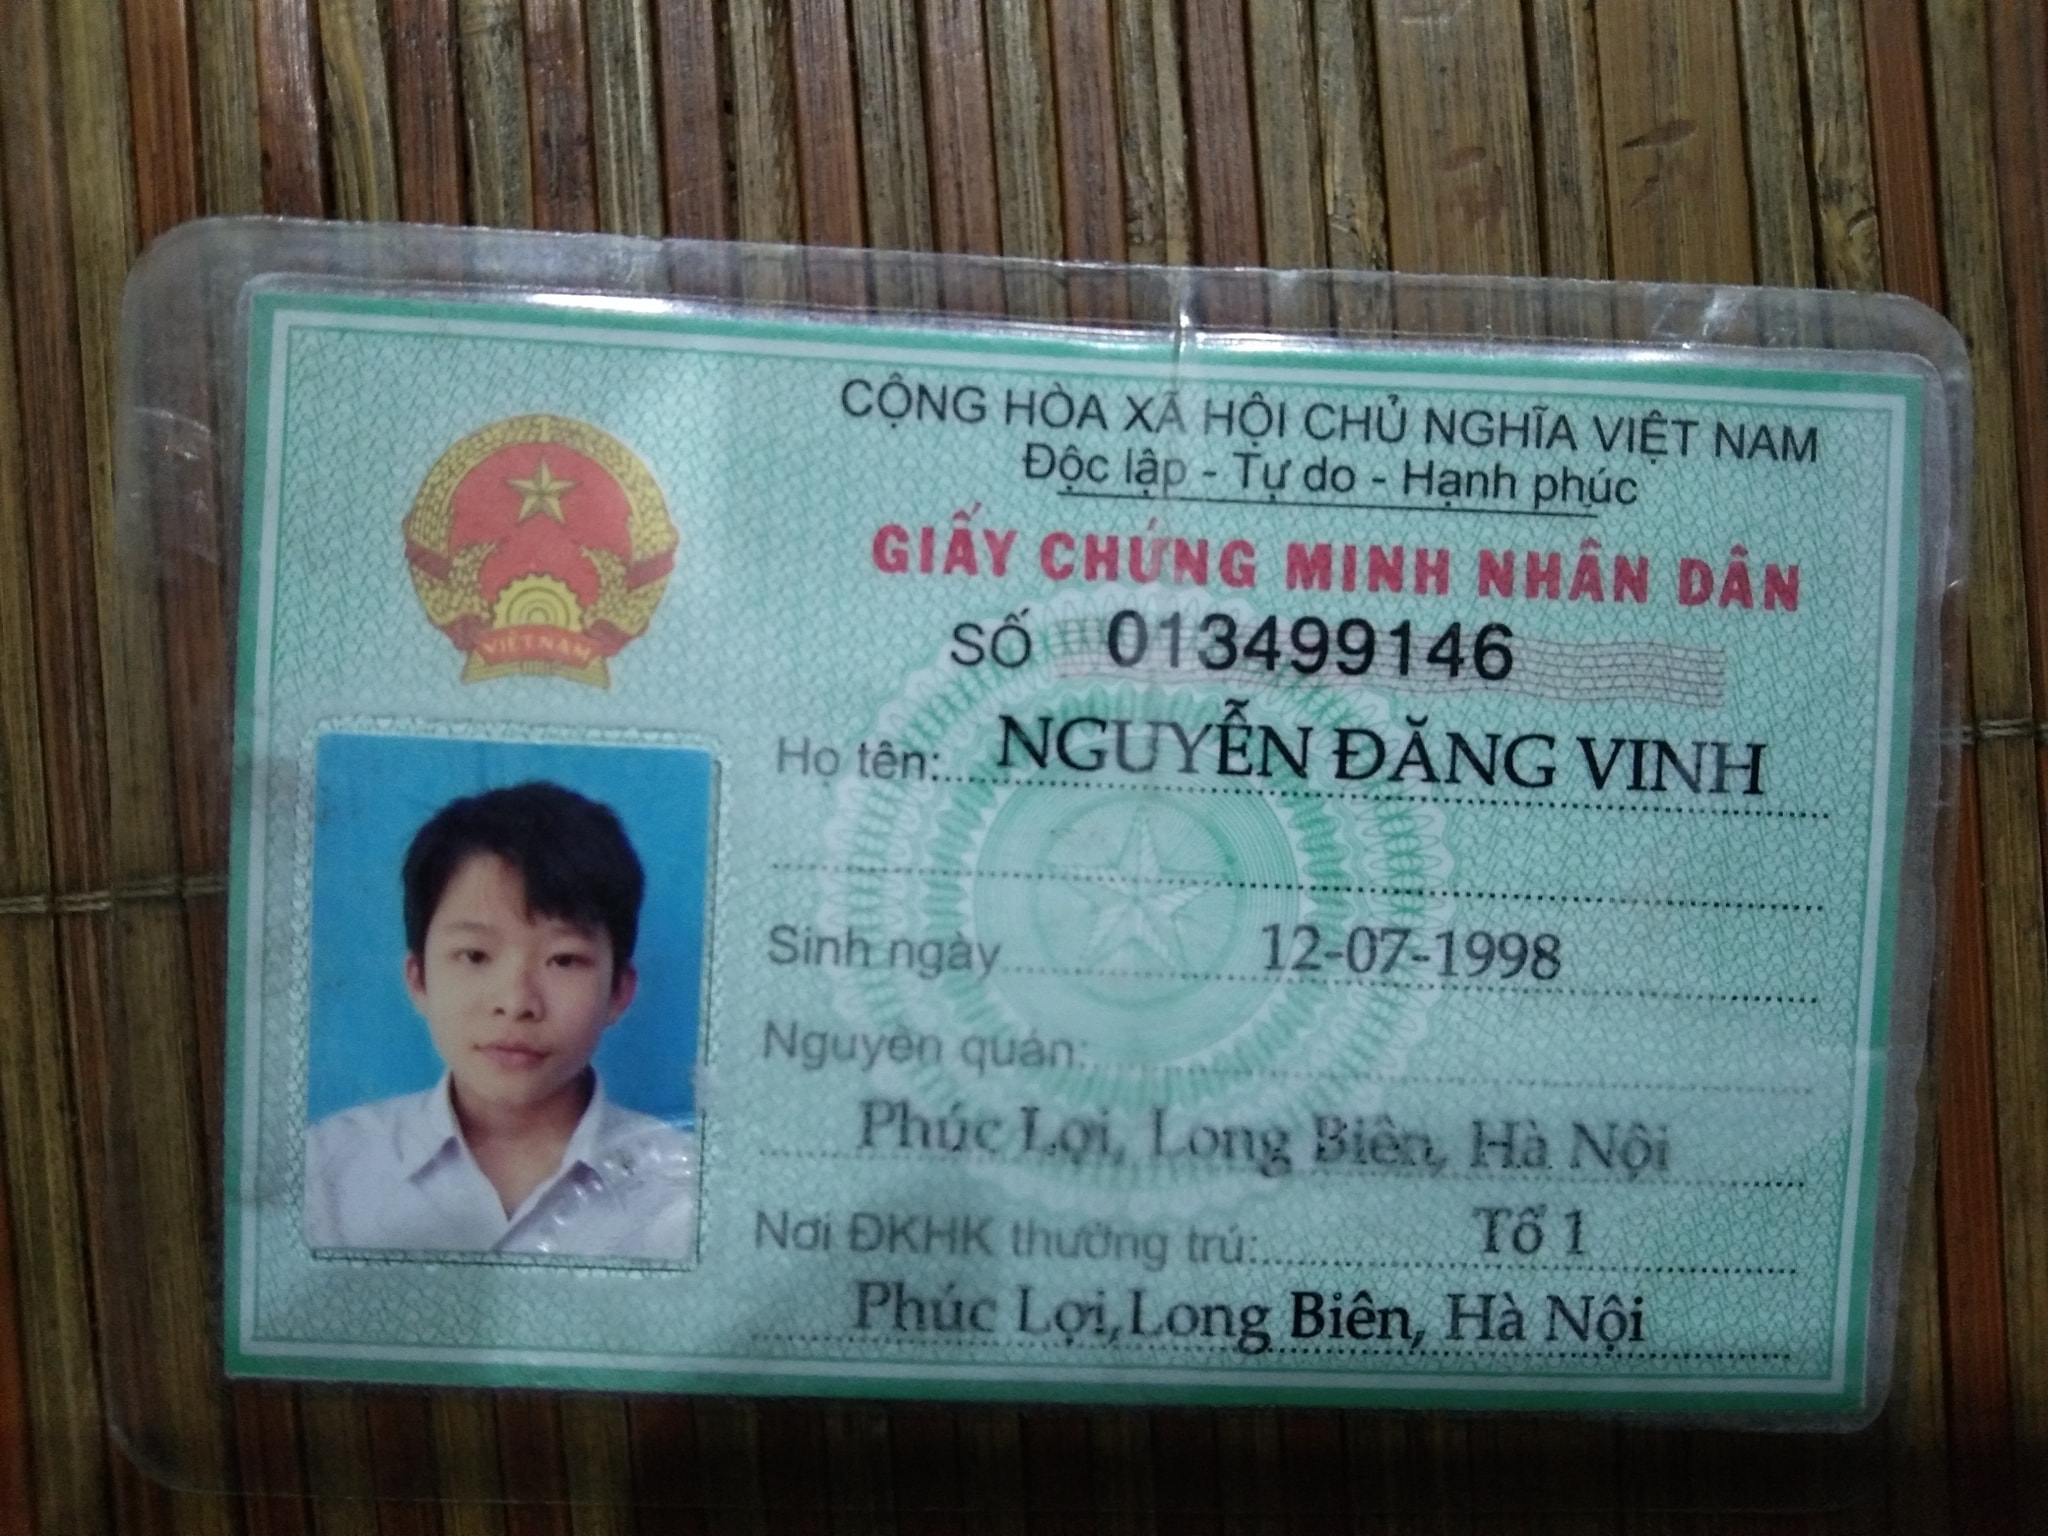 CỘNG HÒA XÃ HỘI CHỦ NGHĨA VIỆT NAM
Độc lập - Tự do - Hạnh phúc
GIẤY CHỨNG MINH NHÂN DÂN
SỐ 013499146
VIỆT NAM
Họ tên: NGUYỄN ĐĂNG VINH
Sinh ngày 12-07-1998
Nguyên quán:
Phúc Lợi, Long Biên, Hà Nội
Nơi ĐKHK thường trú: Tổ 1
Phúc Lợi, Long Biên, Hà Nội